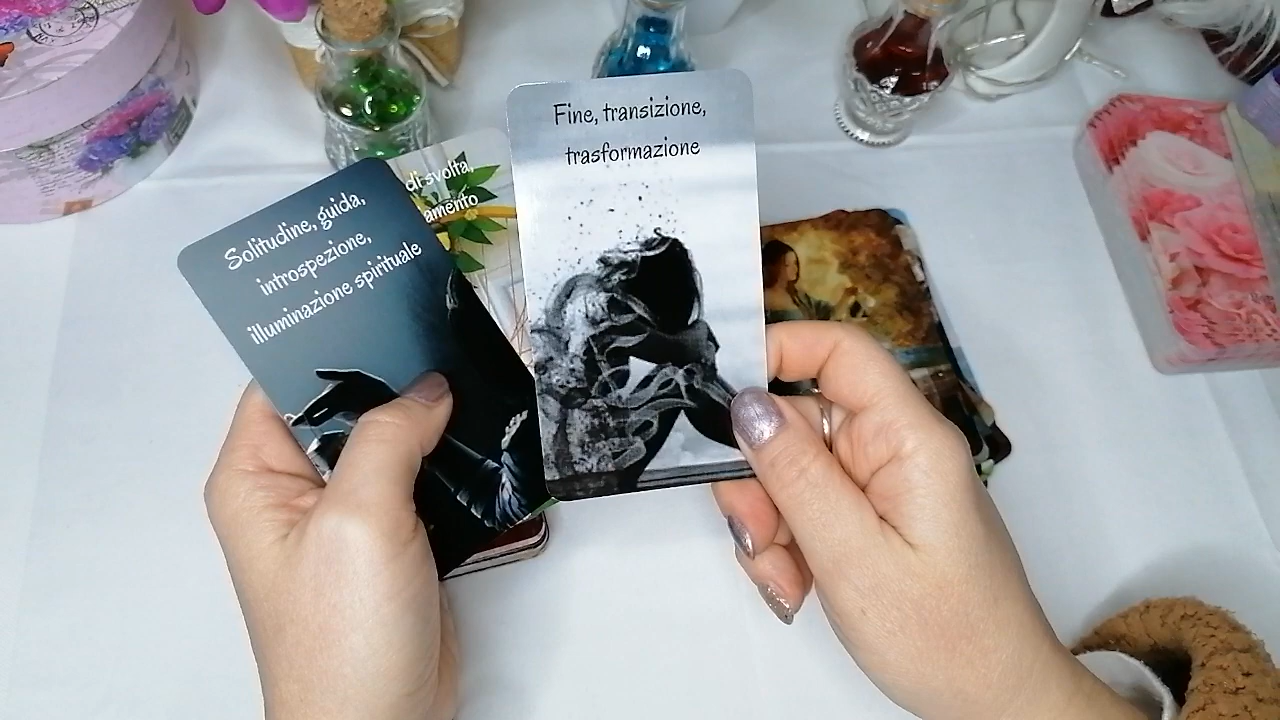 Solitudine, guida,
introspezione,
illuminazione spirituale
di svolta,
amento
Fine, transizione,
trasformazione